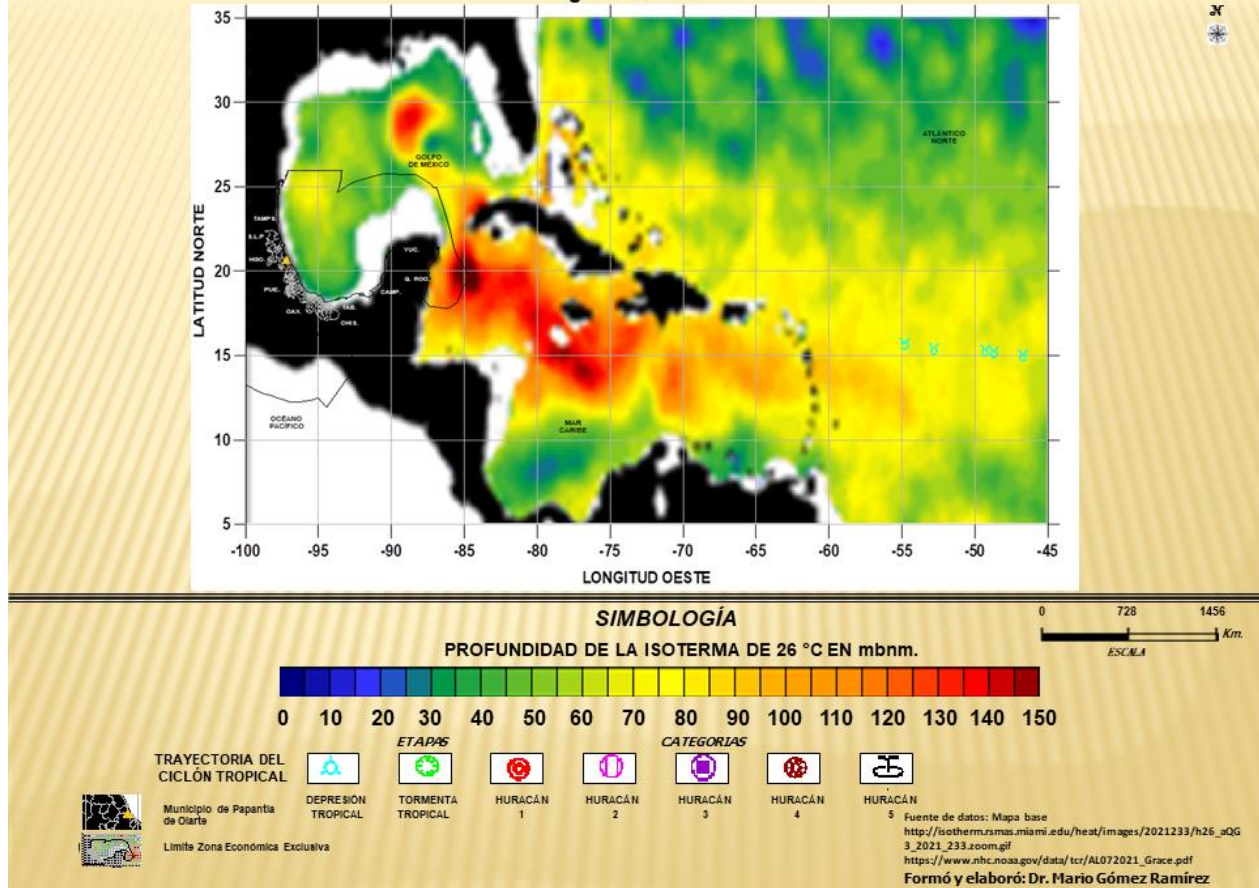 35
30
25
20
15
10
5
LATITUD NORTE
ATLÁNTICO
NORTE
GOLFO
DE MÉXICO
TAMPS.
S.L.P.
HGO.
PUE.
OAX.
TAB.
CHIS.
CAMP.
YUC.
Q. ROO.
OCÉANO
PACÍFICO
MAR
CARIBE
-100 -95 -90 -85 -80 -75 -70 -65 -60 -55 -50 -45
LONGITUD OESTE
SIMBOLOGÍA
0 728 1456
Km.
ESCALA
PROFUNDIDAD DE LA ISOTERMA DE 26 °C EN mbnm.
0 10 20 30 40 50 60 70 80 90 100 110 120 130 140 150
ETAPAS CATEGORIAS
TRAYECTORIA DEL
CICLÓN TROPICAL
DEPRESIÓN
TROPICAL
TORMENTA
TROPICAL
HURACÁN
1
HURACÁN
2
HURACÁN
3
HURACÁN
4
HURACÁN
5
Municipio de Papantla
de Olarte
Limite Zona Económica Exclusiva
Fuente de datos: Mapa base
http://isotherm.rsmas.miami.edu/heat/images/2021233/h26_aQG
3_2021_233.zoom.gif
https://www.nhc.noaa.gov/data/tcr/AL072021_Grace.pdf
Formó y elaboró: Dr. Mario Gómez Ramírez